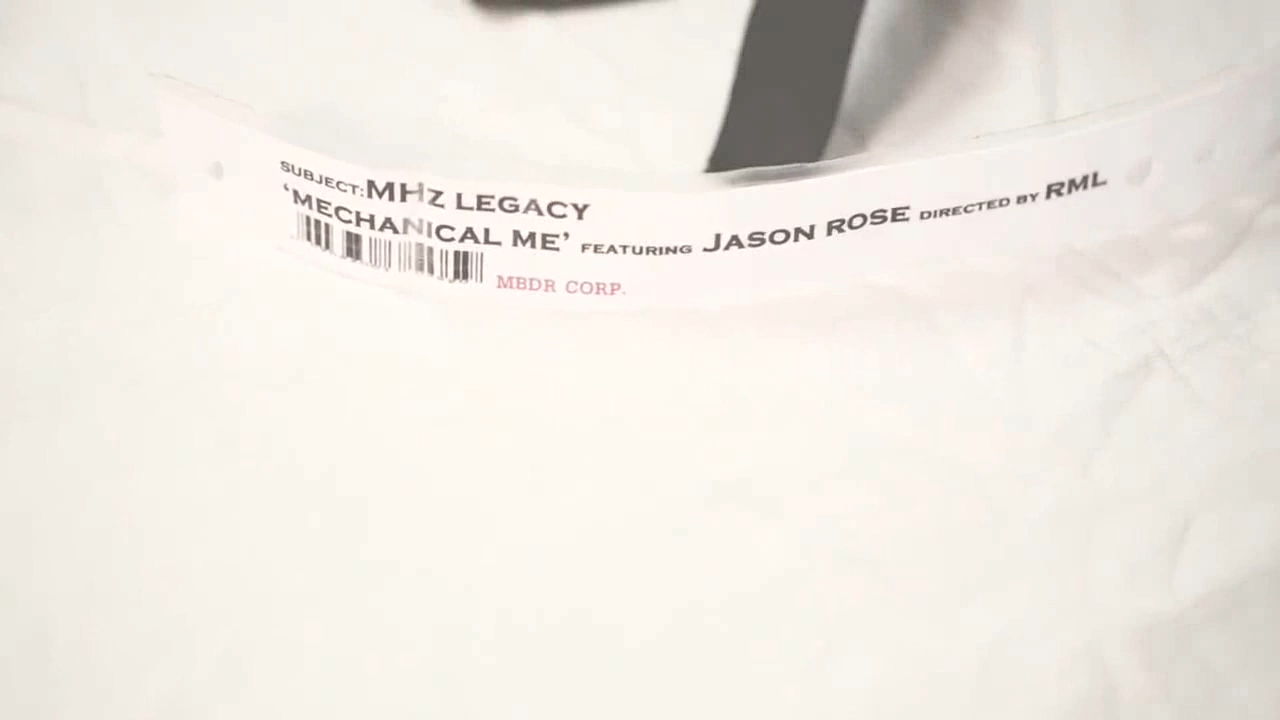 SUBJECT:MHz LEGACY
‘MECHANICAL ME’ FEATURING JASON ROSE DIRECTED BY RML
MBDR CORP.